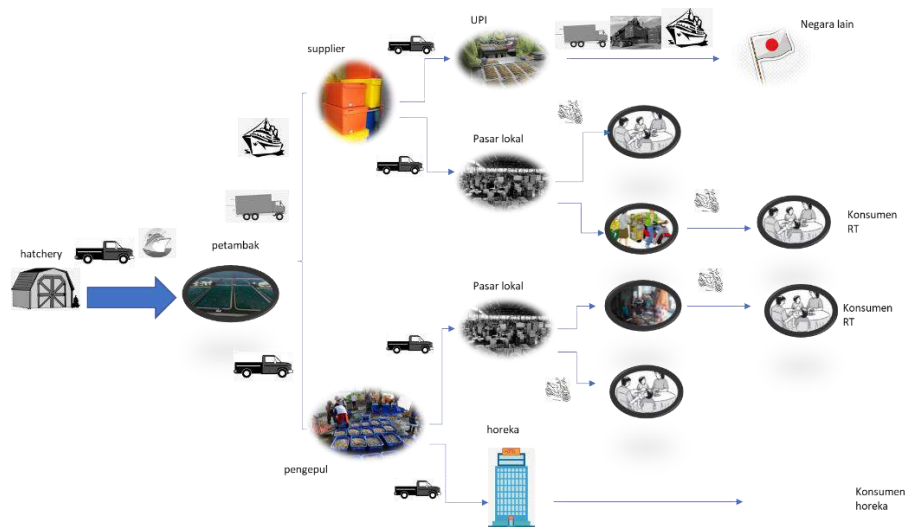 UPI
Negara lain
supplier
Pasar lokal
hatchery
petambak
Konsumen
RT
Pasar lokal
Konsumen
RT
pengepul
horeka
Konsumen
horeka